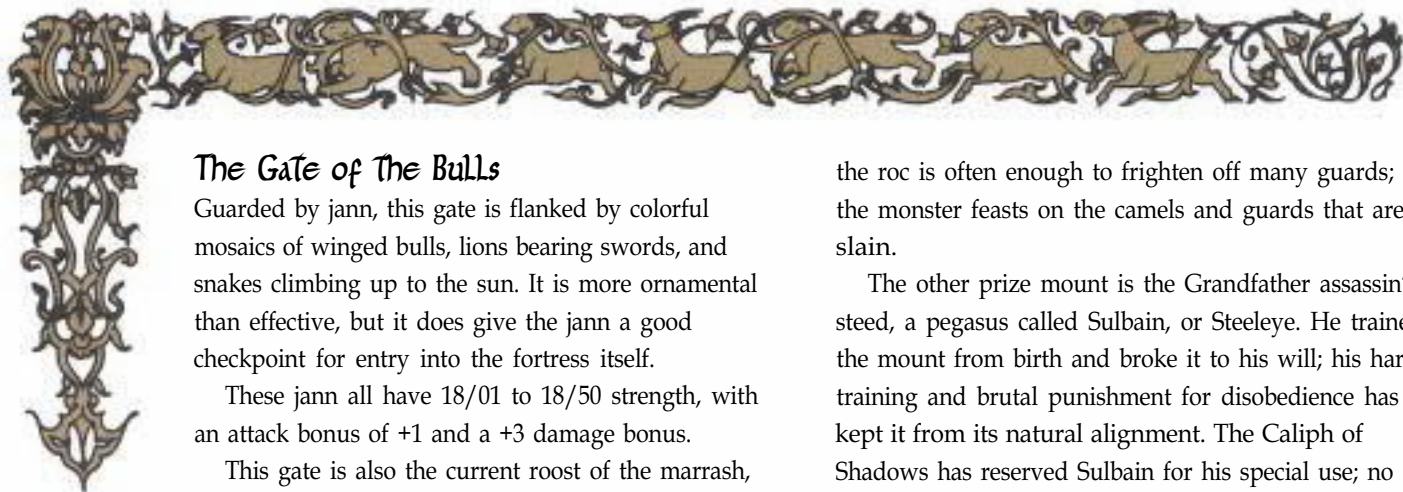 The Gate of the Bulls
Guarded by jann, this gate is flanked by colorful
mosaics of winged bulls, lions bearing swords, and
snakes climbing up to the sun. It is more ornamental
than effective, but it does give the jann a good
checkpoint for entry into the fortress itself.
These jann all have 18/01 to 18/50 strength, with
an attack bonus of +1 and a +3 damage bonus.
This gate is also the current roost of the marrash,
the roc is often enough to frighten off many guards;
the monster feasts on the camels and guards that are
slain.
The other prize mount is the Grandfather assassin'
steed, a pegasus called Sulbain, or Steeleye. He traine
the mount from birth and broke it to his will; his har
training and brutal punishment for disobedience has
kept it from its natural alignment. The Caliph of
Shadows has reserved Sulbain for his special use; no